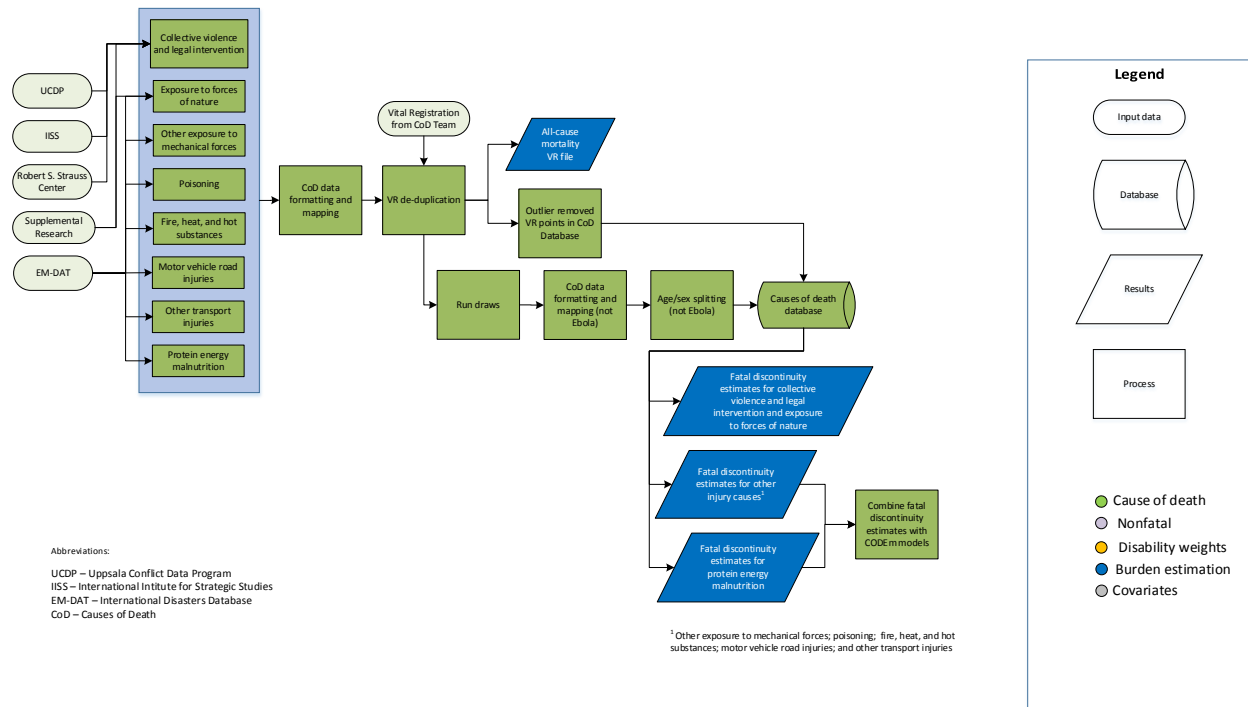 UCDP
IISS
Robert S. Strauss
Center
Supplemental
Research
EM-DAT
Collective violence
and legal intervention
Exposure to forces
of nature
Other exposure to
mechanical forces
Poisoning
Fire, heat, and hot
substances
Motor vehicle road
injuries
Other transport
injuries
Protein energy
malnutrition
CoD data
formatting and
mapping
Vital Registration
from CoD Team
VR de-duplication
All-cause
mortality
VR file
Outlier removed
VR points in CoD
Database
Run draws
CoD data
formatting and
mapping (not
Ebola)
Age/sex splitting
(not Ebola)
Causes of death
database
Fatal discontinuity
estimates for collective
violence and legal
intervention and exposure
to forces of nature
Fatal discontinuity
estimates for other
injury causes¹
Fatal discontinuity
estimates for
protein energy
malnutrition
Combine fatal
discontinuity
estimates with
CODEm models
Abbreviations:
UCDP – Uppsala Conflict Data Program
IISS – International Intitute for Strategic Studies
EM-DAT – International Disasters Database
CoD – Causes of Death
¹ Other exposure to mechanical forces; poisoning; fire, heat, and hot
substances; motor vehicle road injuries; and other transport injuries
Legend
Input data
Database
Results
Process
Cause of death
Nonfatal
Disability weights
Burden estimation
Covariates